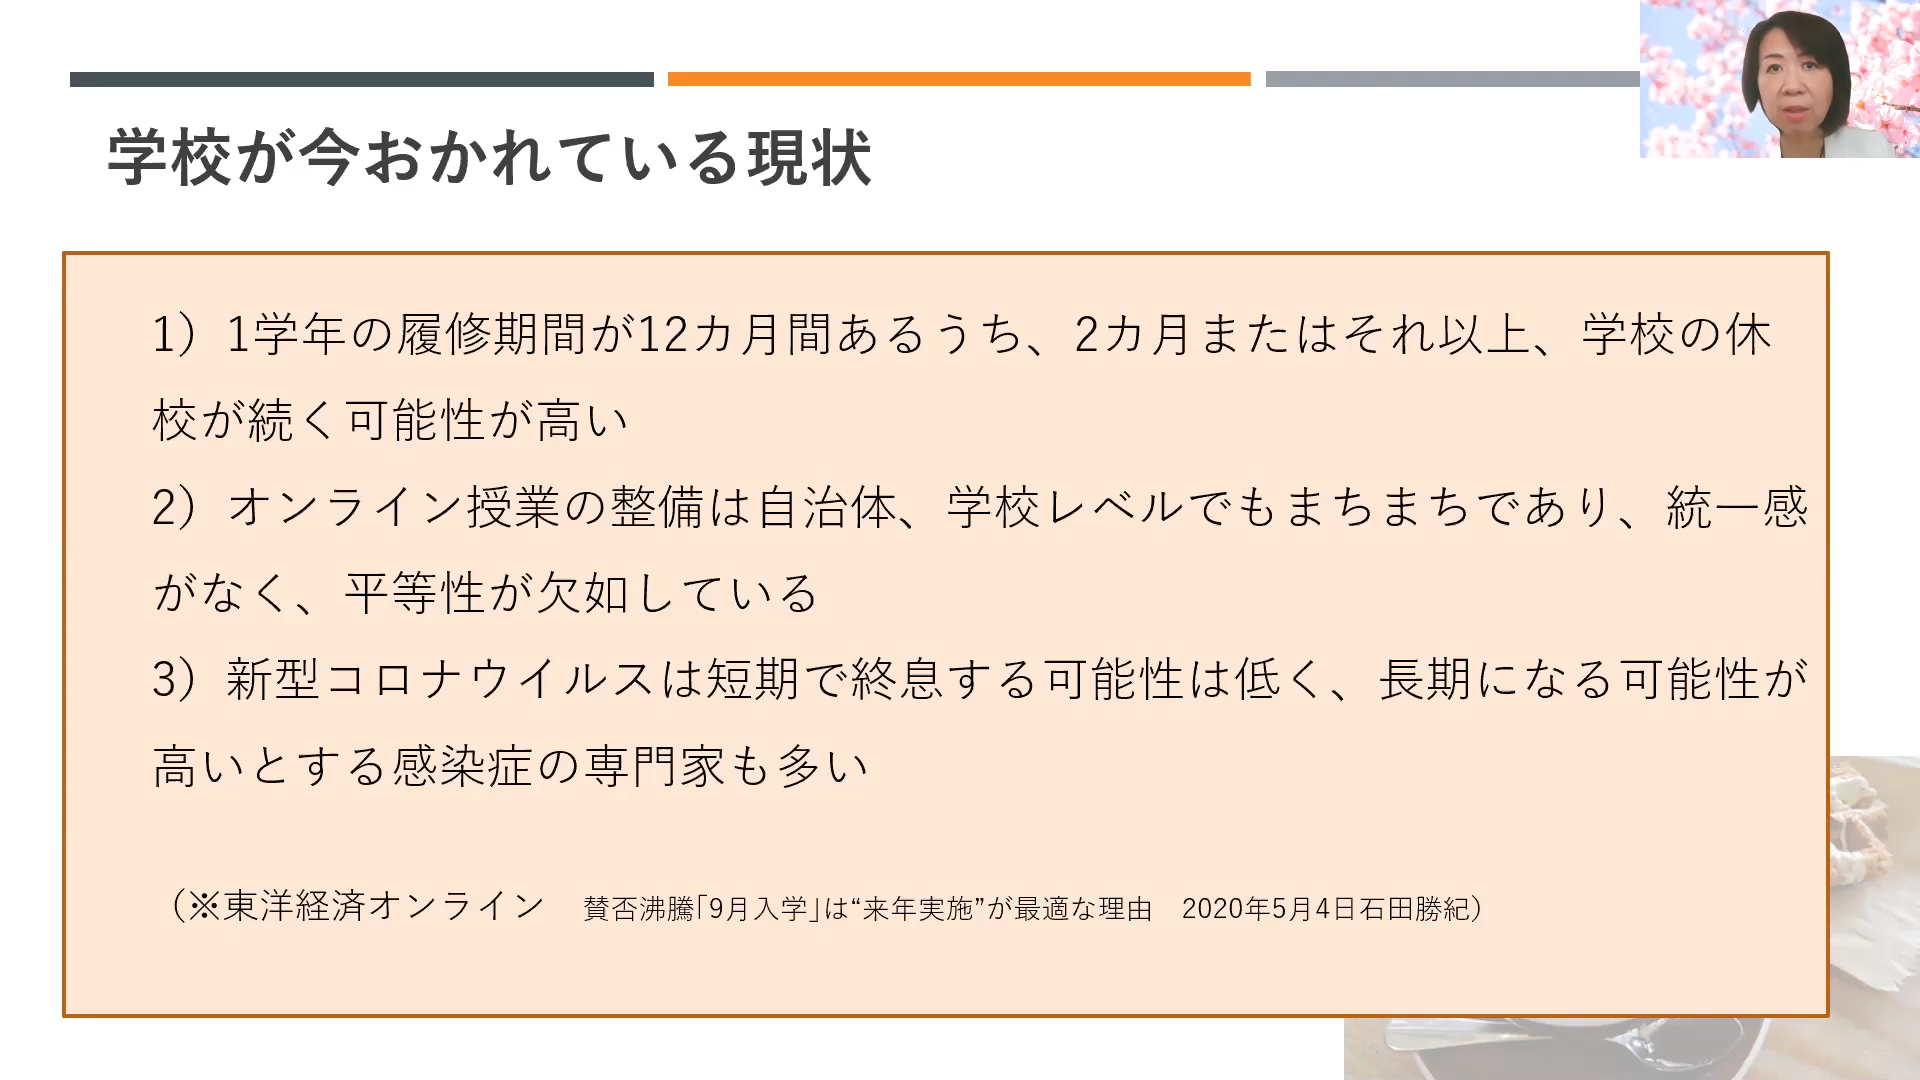 学校が今おかれている現状
1）1学年の履修期間が12カ月間あるうち、2カ月またはそれ以上、学校の休
校が続く可能性が高い
2）オンライン授業の整備は自治体、学校レベルでもまちまちであり、統一感
がなく、平等性が欠如している
3）新型コロナウイルスは短期で終息する可能性は低く、長期になる可能性が
高いとする感染症の専門家も多い
（※東洋経済オンライン　賛否沸騰｢9月入学｣は“来年実施”が最適な理由　2020年5月4日石田勝紀）